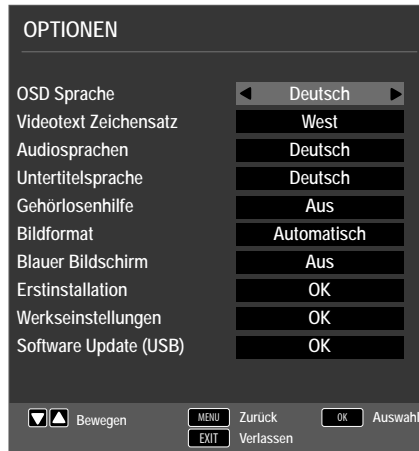 OPTIONEN
OSD Sprache Deutsch
Videotext Zeichensatz West
Audiosprachen Deutsch
Untertitelsprache Deutsch
Gehörlosenhilfe Aus
Bildformat Automatisch
Blauer Bildschirm Aus
Erstinstallation OK
Werkseinstellungen OK
Software Update (USB) OK
Bewegen MENU Zurück OK Auswahl
EXIT Verlassen